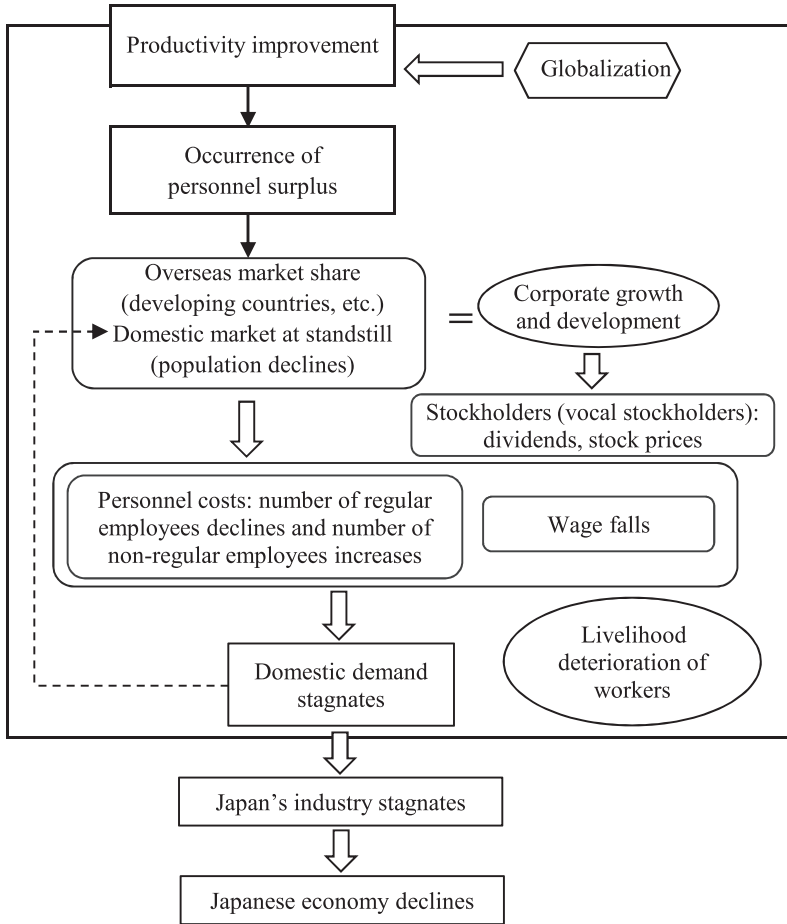 Productivity improvement
Globalization
Occurrence of
personnel surplus
Overseas market share
(developing countries, etc.)
Domestic market at standstill
(population declines)
=
Corporate growth
and development
Stockholders (vocal stockholders):
dividends, stock prices
Personnel costs: number of regular
employees declines and number of
non-regular employees increases
Wage falls
Livelihood
deterioration of
workers
Domestic demand
stagnates
Japan’s industry stagnates
Japanese economy declines